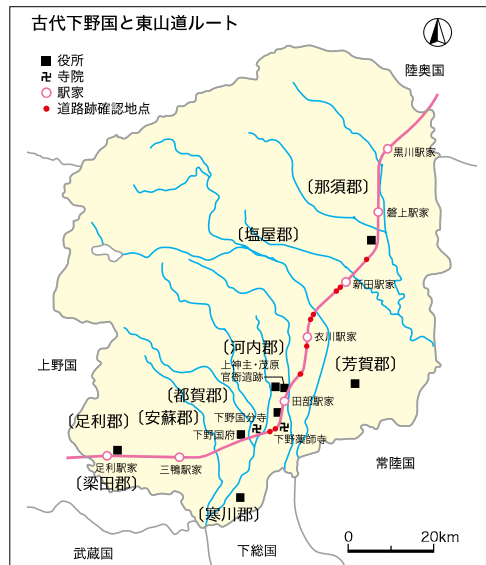 古代下野国と東山道ルート
役所
寺院
駅家
道路跡確認地点
陸奥国
黒川駅家
〔那須郡〕
磐上駅家
〔塩屋郡〕
新田駅家
衣川駅家
〔河内郡〕
上野国
上神主・茂原
官衙遺跡
〔芳賀郡〕
〔都賀郡〕
田部駅家
〔足利郡〕
〔安蘇郡〕
下野国分寺
下野国府
下野薬師寺
足利駅家
三鴨駅家
常陸国
〔梁田郡〕
〔寒川郡〕
武蔵国
下総国
0 20km